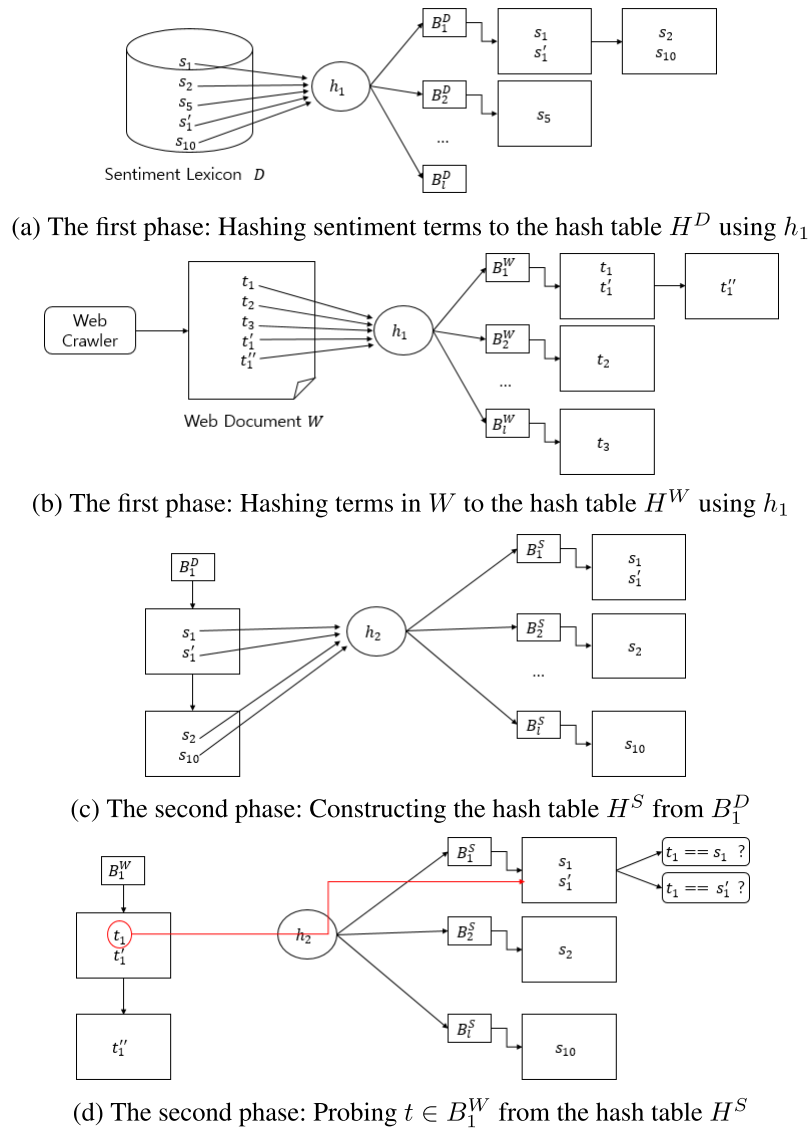 s₁
s₂
s₅
s₁′
s₁₀
Sentiment Lexicon D
h₁
B₁ᴰ
s₁
s₁′
s₂
s₁₀
B₂ᴰ
s₅
...
Bₗᴰ
(a) The first phase: Hashing sentiment terms to the hash table Hᴰ using h₁
Web
Crawler
t₁
t₂
t₃
t₁′
t₁′′
Web Document W
h₁
B₁ᵂ
t₁
t₁′
t₁′′
B₂ᵂ
t₂
...
Bₗᵂ
t₃
(b) The first phase: Hashing terms in W to the hash table Hᵂ using h₁
B₁ᴰ
s₁
s₁′
s₂
s₁₀
h₂
B₁ˢ
s₁
s₁′
B₂ˢ
s₂
...
Bₗˢ
s₁₀
(c) The second phase: Constructing the hash table Hˢ from B₁ᴰ
B₁ᵂ
t₁
t₁′
t₁′′
h₂
B₁ˢ
s₁
s₁′
t₁ == s₁ ?
t₁ == s₁′ ?
B₂ˢ
s₂
Bₗˢ
s₁₀
(d) The second phase: Probing t ∈ B₁ᵂ from the hash table Hˢ